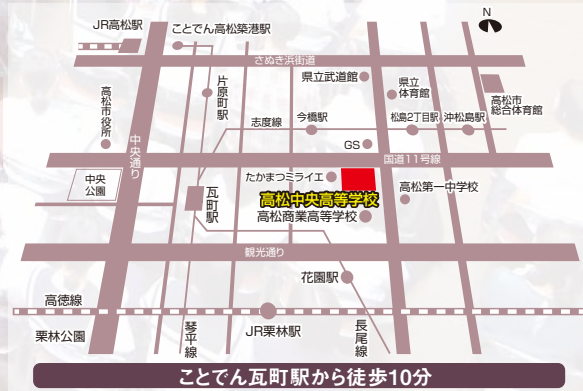 N
JR高松駅
ことでん高松築港駅
さぬき浜街道
県立武道館
県立
体育館
高松市
総合体育館
片原町駅
高松市役所
志度線
今橋駅
松島2丁目駅
沖松島駅
GS
中央通り
国道11号線
中央
公園
たかまつミライエ
瓦町駅
高松中央高等学校
高松第一中学校
高松商業高等学校
観光通り
花園駅
高徳線
栗林公園
琴平線
JR栗林駅
長尾線
ことでん瓦町駅から徒歩10分